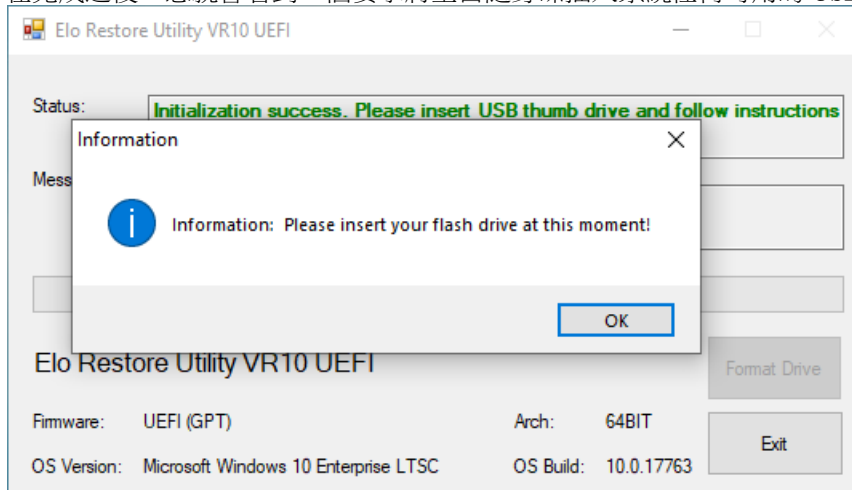 Elo Restore Utility VR10 UEFI
Status:
Initialization success. Please insert USB thumb drive and follow instructions
Information
Mess
Information: Please insert your flash drive at this moment!
OK
Elo Restore Utility VR10 UEFI
Format Drive
Firmware: UEFI (GPT) Arch: 64BIT
Exit
OS Version: Microsoft Windows 10 Enterprise LTSC OS Build: 10.0.17763